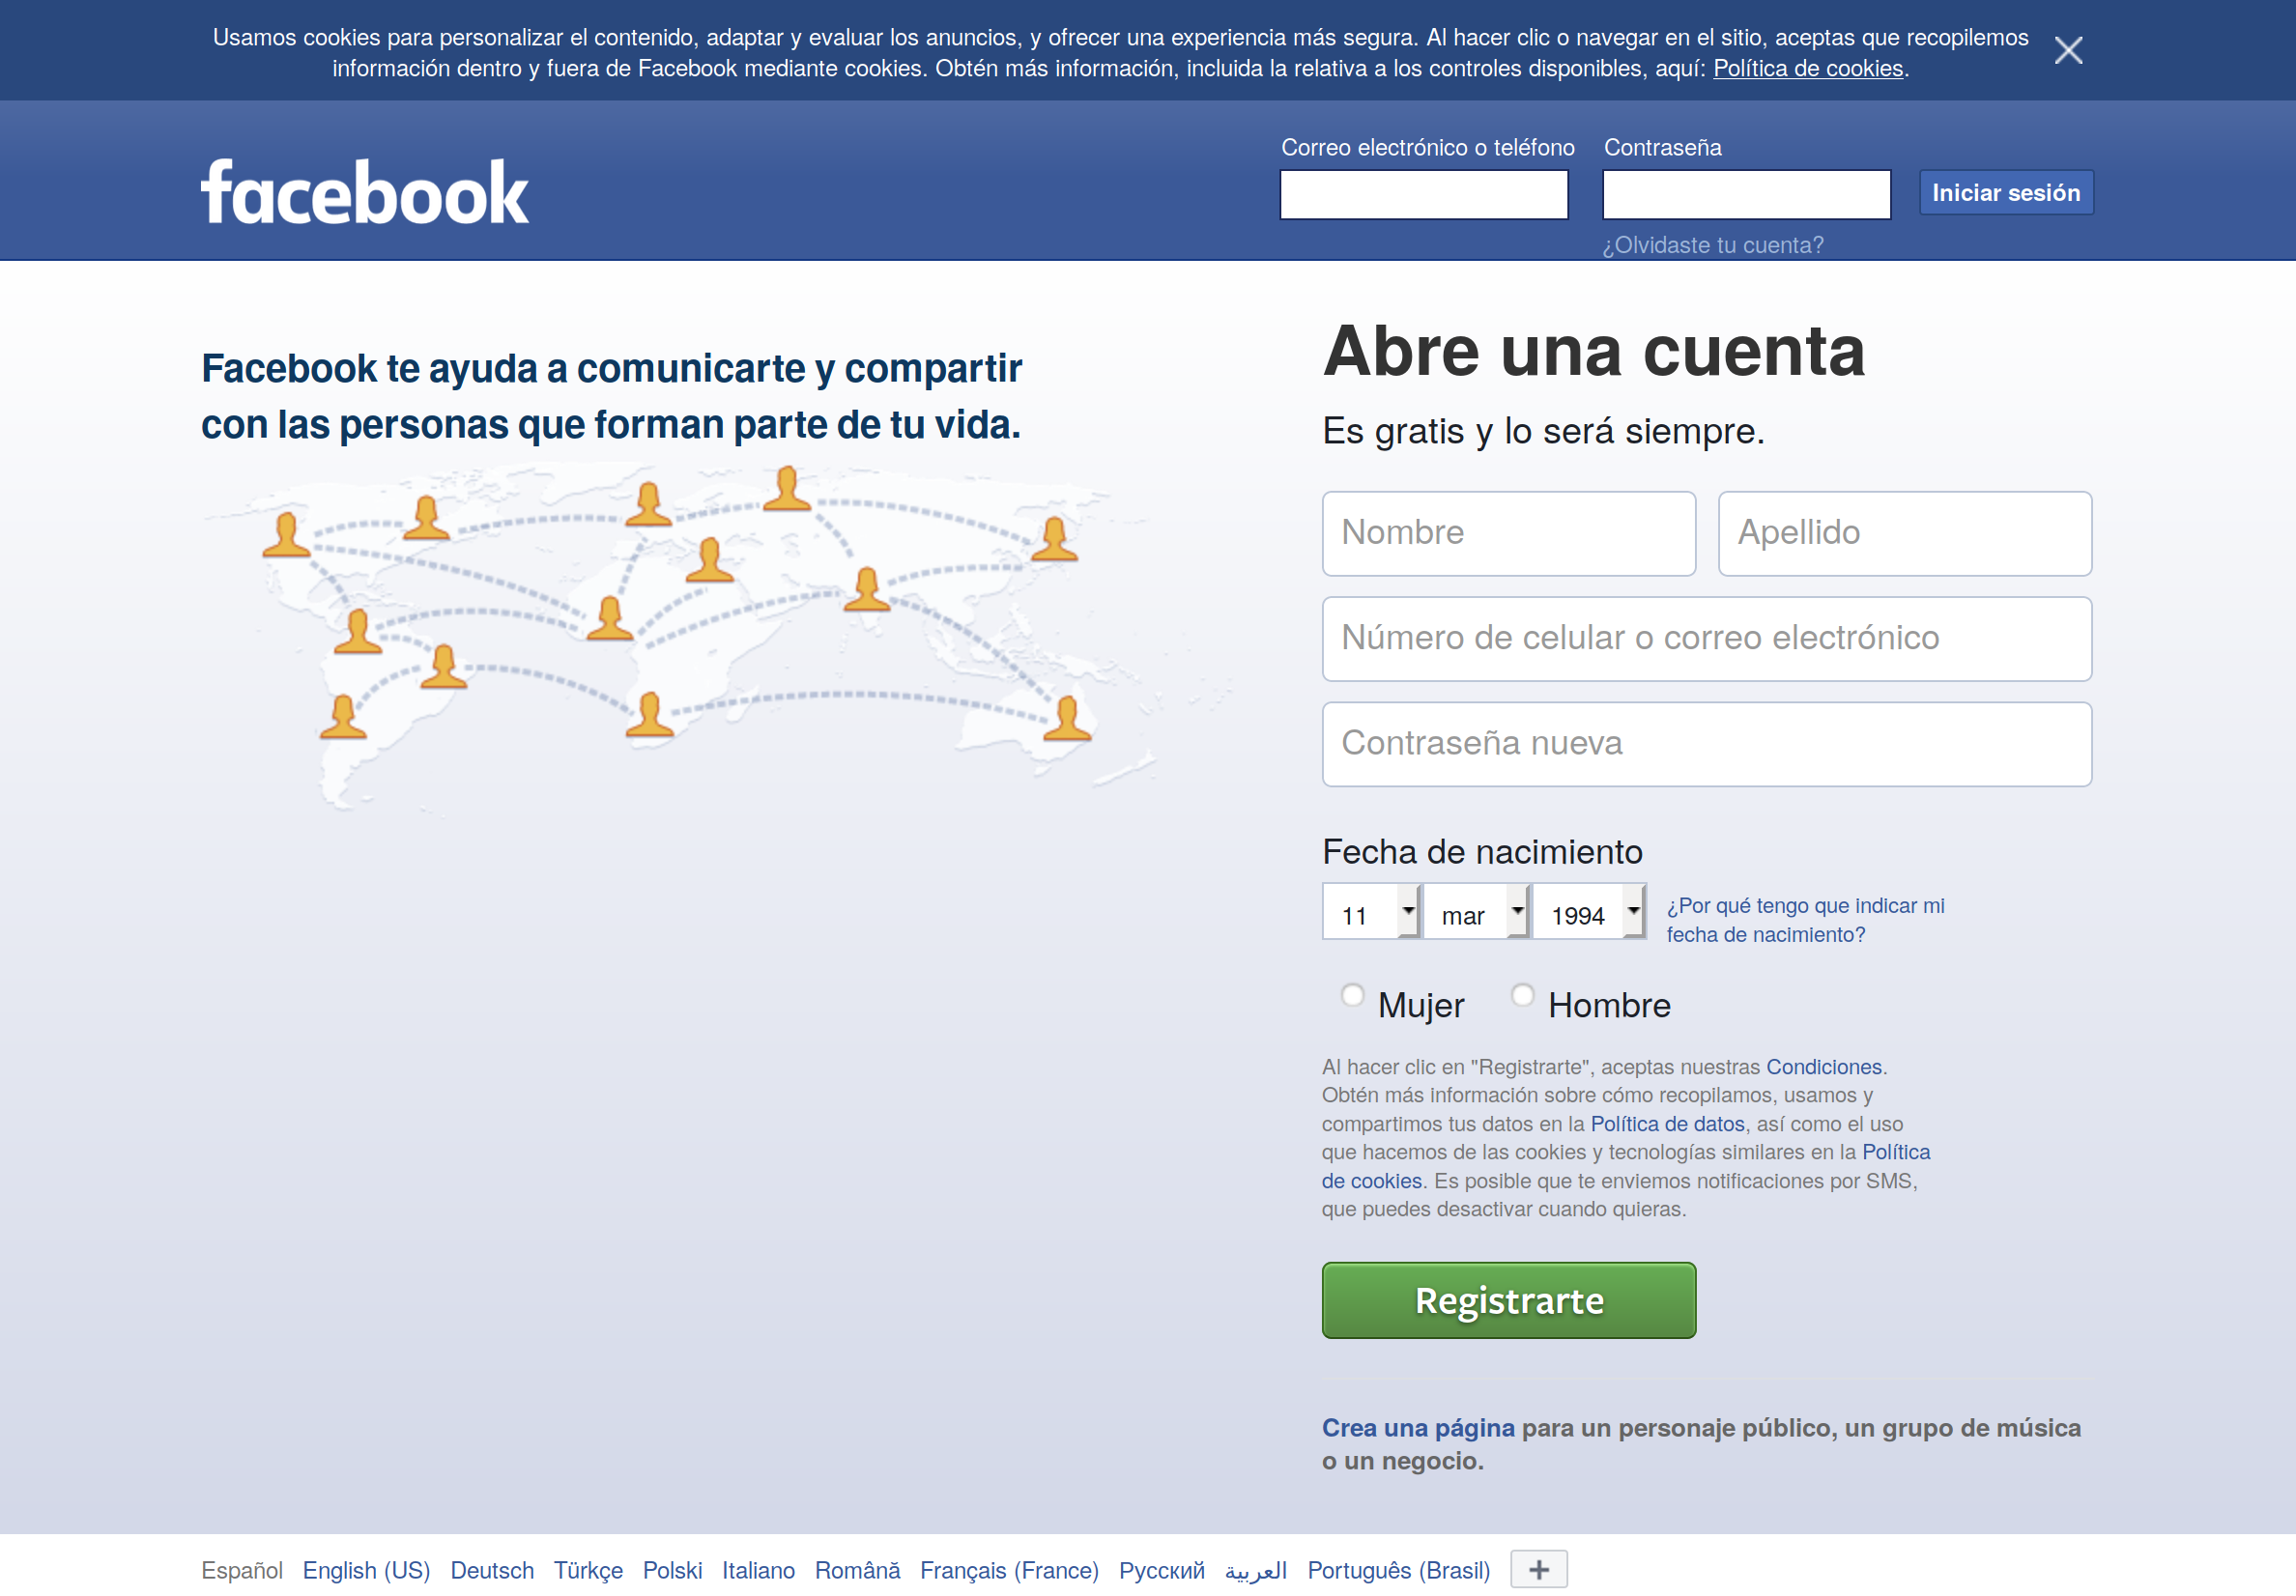 Usamos cookies para personalizar el contenido, adaptar y evaluar los anuncios, y ofrecer una experiencia más segura. Al hacer clic o navegar en el sitio, aceptas que recopilemos
información dentro y fuera de Facebook mediante cookies. Obtén más información, incluida la relativa a los controles disponibles, aquí: Política de cookies.
facebook
Correo electrónico o teléfono
Contraseña
Iniciar sesión
¿Olvidaste tu cuenta?
Facebook te ayuda a comunicarte y compartir
con las personas que forman parte de tu vida.
Abre una cuenta
Es gratis y lo será siempre.
Nombre
Apellido
Número de celular o correo electrónico
Contraseña nueva
Fecha de nacimiento
11 mar 1994
¿Por qué tengo que indicar mi
fecha de nacimiento?
Mujer Hombre
Al hacer clic en "Registrarte", aceptas nuestras Condiciones.
Obtén más información sobre cómo recopilamos, usamos y
compartimos tus datos en la Política de datos, así como el uso
que hacemos de las cookies y tecnologías similares en la Política
de cookies. Es posible que te enviemos notificaciones por SMS,
que puedes desactivar cuando quieras.
Registrarte
Crea una página para un personaje público, un grupo de música
o un negocio.
Español English (US) Deutsch Türkçe Polski Italiano Română Français (France) Русский العربية Português (Brasil)